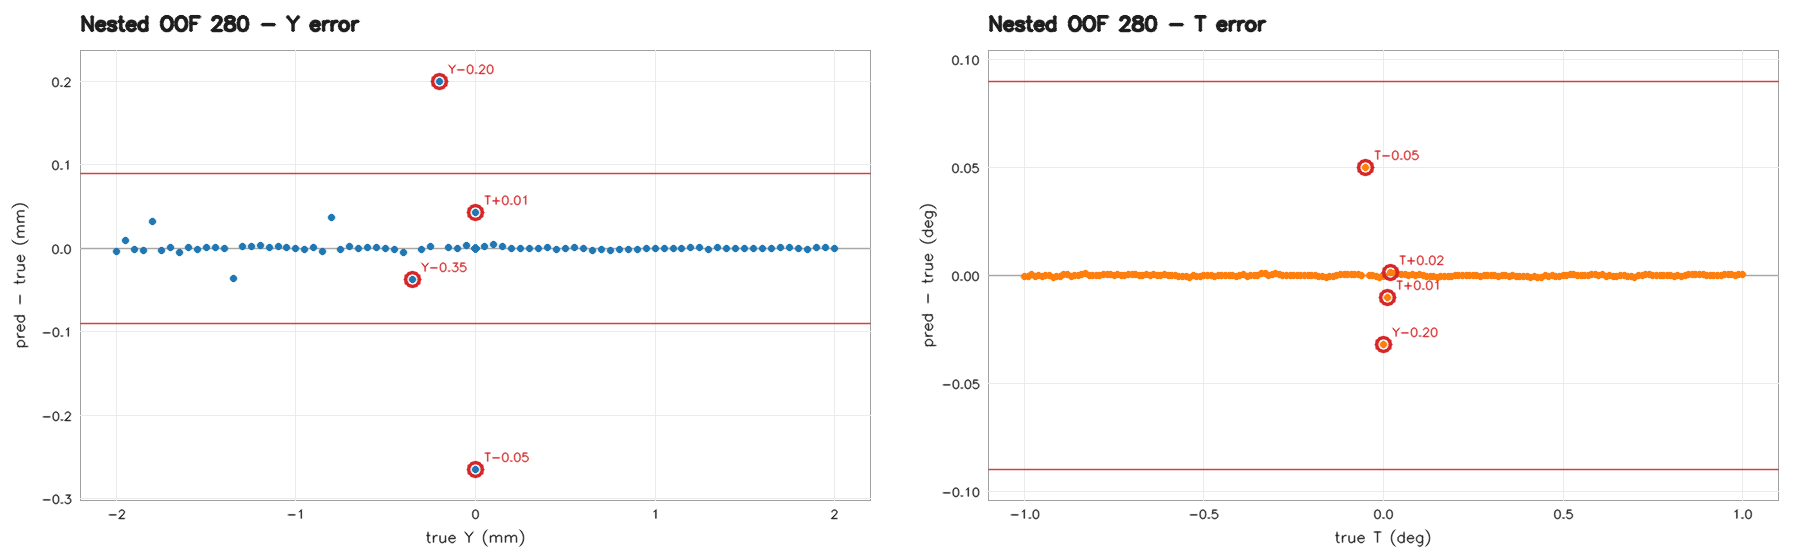 Nested OOF 280 − Y error
pred − true (mm)
0.2
0.1
0.0
−0.1
−0.2
−0.3
Y−0.20
T+0.01
Y−0.35
T−0.05
−2
−1
0
1
2
true Y (mm)
Nested OOF 280 − T error
pred − true (deg)
0.10
0.05
0.00
−0.05
−0.10
T−0.05
T+0.02
T+0.01
Y−0.20
−1.0
−0.5
0.0
0.5
1.0
true T (deg)